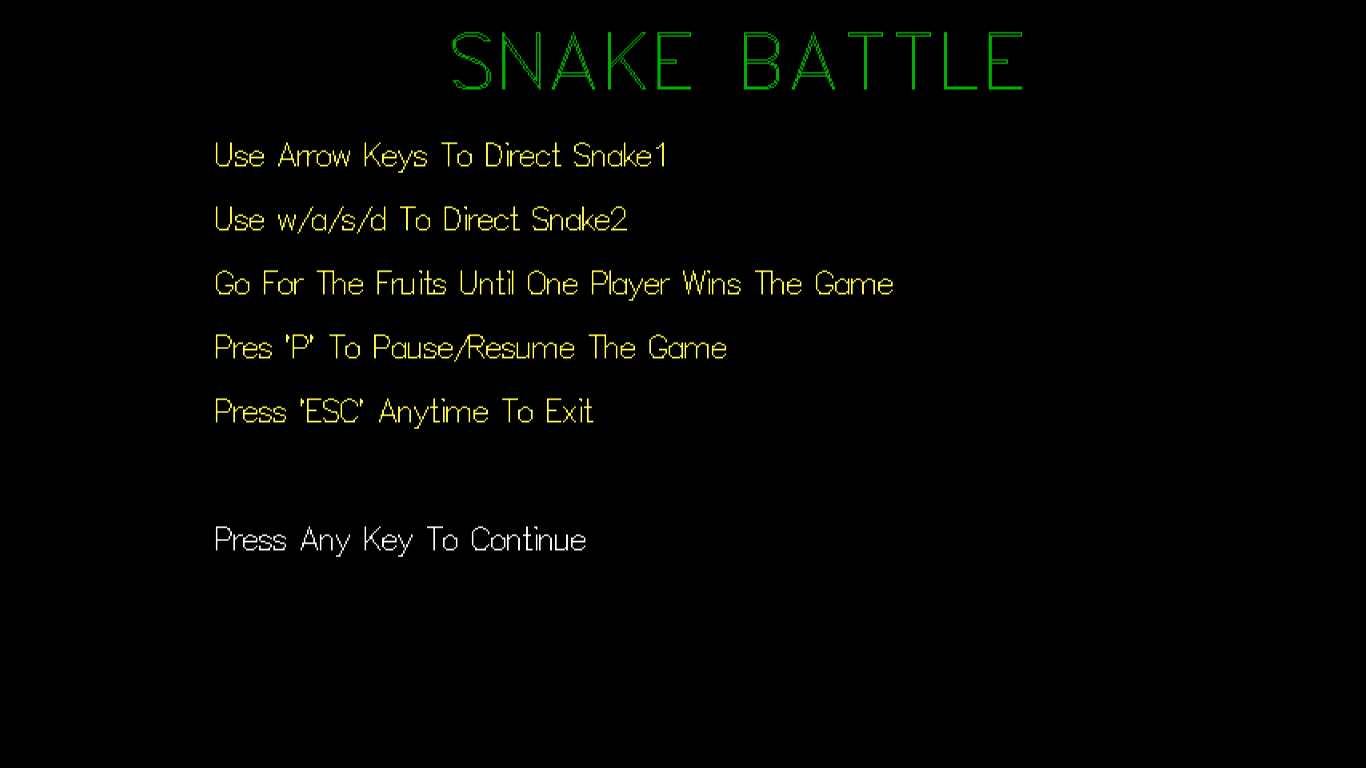 SNAKE BATTLE
Use Arrow Keys To Direct Snake1
Use w/a/s/d To Direct Snake2
Go For The Fruits Until One Player Wins The Game
Pres 'P' To Pause/Resume The Game
Press 'ESC' Anytime To Exit
Press Any Key To Continue